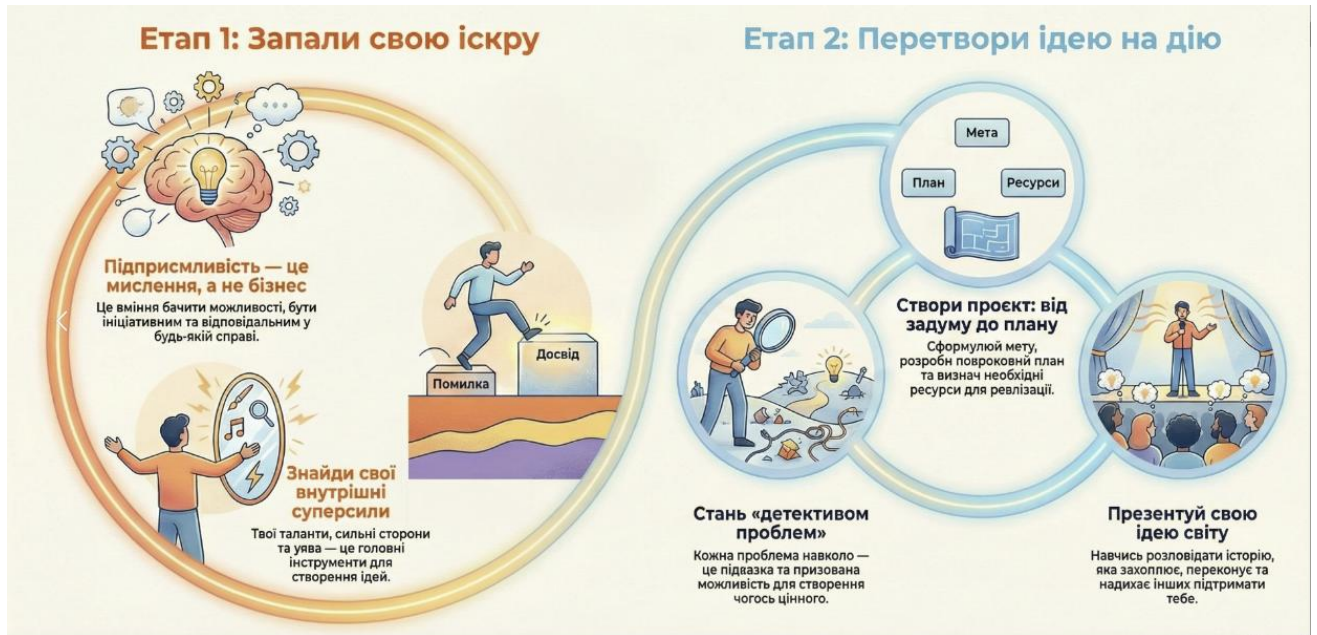 Етап 1: Запали свою іскру
Підприсмливість — це
мислення, а не бізнес
Це вміння бачити можливості, бути
ініціативним та відповідальним у
будь-якій справі.
Помилка
Досвід
Знайди свої
внутрішні
суперсили
Твої таланти, сильні сторони
та уява — це головні
інструменти для
створення ідей.
Етап 2: Перетвори ідею на дію
Мета
План
Ресурси
Створи проєкт: від
задуму до плану
Сформулюй мету,
розробн повроковнй план
та визнач необхідні
ресурси для ревлізації.
Стань «детективом
проблем»
Кожна проблема навколо —
це підвазка та призована
можливість для створення
чогось цінного.
Презентуй свою
ідею світу
Навчись розловідати історію,
яка захоплює, переконує та
надихає інших підтримати
тебе.